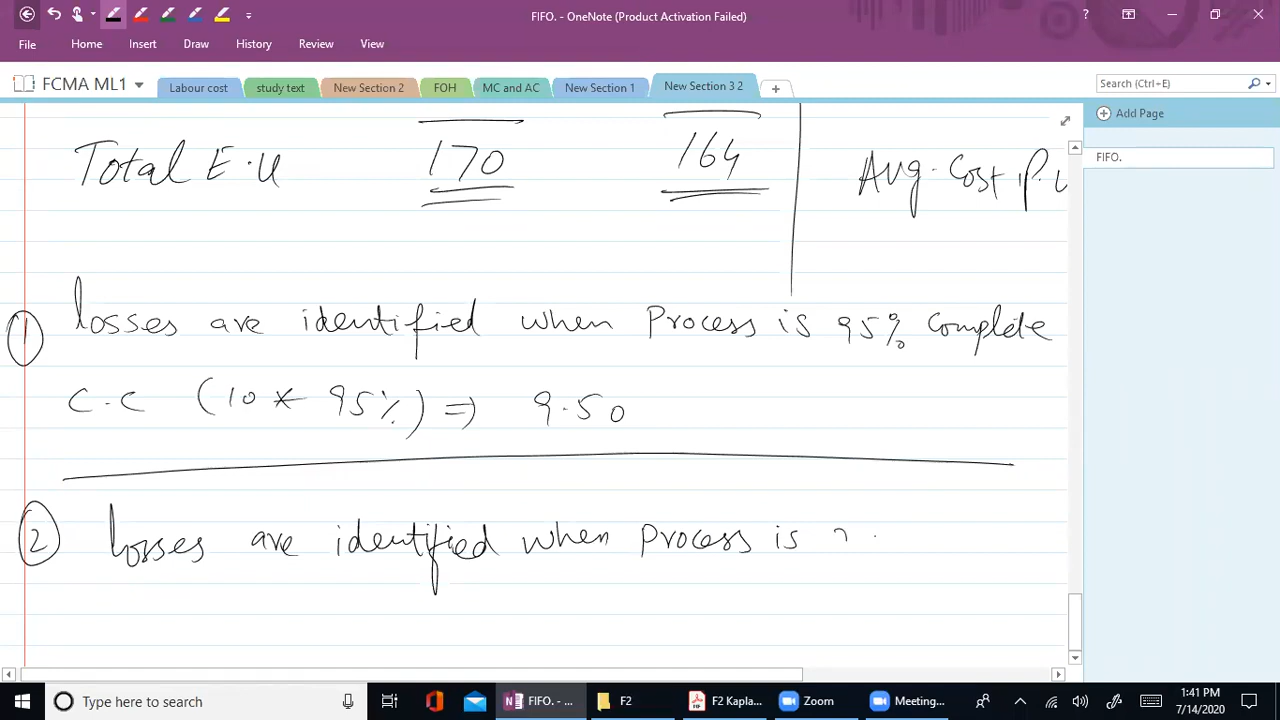 FIFO. - OneNote (Product Activation Failed)
File Home Insert Draw History Review View
FCMA ML1 Labour cost study text New Section 2 FOH MC and AC New Section 1 New Section 3 2 Search (Ctrl+E)
Add Page
FIFO.
Total E.U 170 164 Avg. Cost P.
1 losses are identified when Process is 95% Complete
C.C (10 * 95%) => 9.50
2 losses are identified when Process is
Type here to search FIFO. - ... F2 F2 Kapla... Zoom Meeting... 1:41 PM
7/14/2020